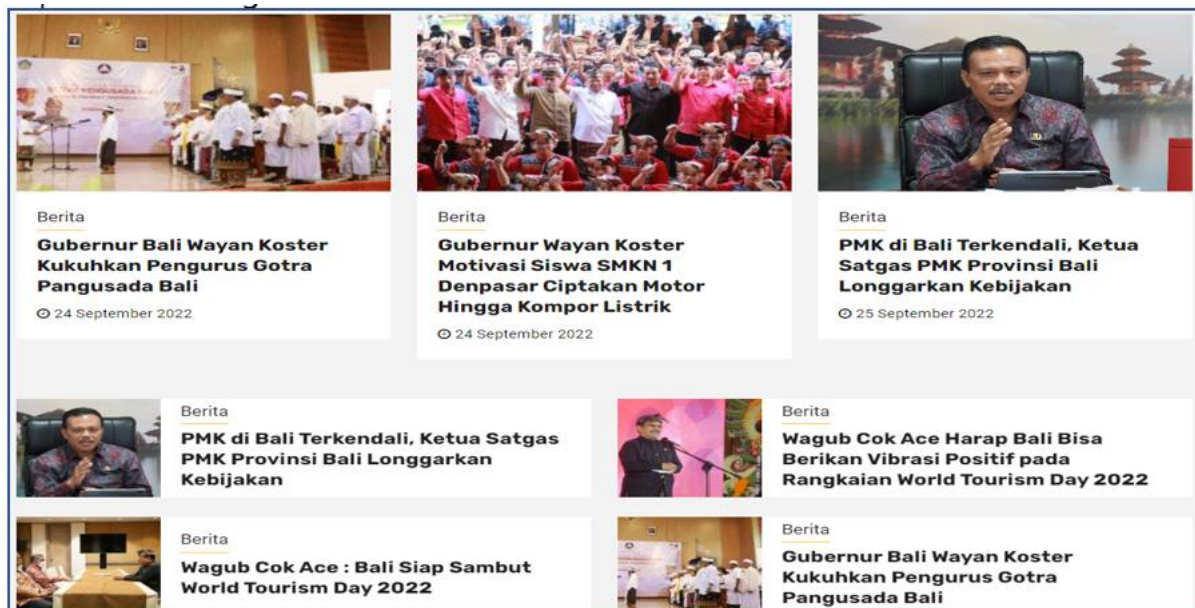 Berita
Gubernur Bali Wayan Koster
Kukuhkan Pengurus Gotra
Pangusada Bali
24 September 2022
Berita
Gubernur Wayan Koster
Motivasi Siswa SMKN 1
Denpasar Ciptakan Motor
Hingga Kompor Listrik
24 September 2022
Berita
PMK di Bali Terkendali, Ketua
Satgas PMK Provinsi Bali
Longgarkan Kebijakan
25 September 2022
Berita
PMK di Bali Terkendali, Ketua Satgas
PMK Provinsi Bali Longgarkan
Kebijakan
Berita
Wagub Cok Ace Harap Bali Bisa
Berikan Vibrasi Positif pada
Rangkaian World Tourism Day 2022
Berita
Wagub Cok Ace : Bali Siap Sambut
World Tourism Day 2022
Berita
Gubernur Bali Wayan Koster
Kukuhkan Pengurus Gotra
Pangusada Bali